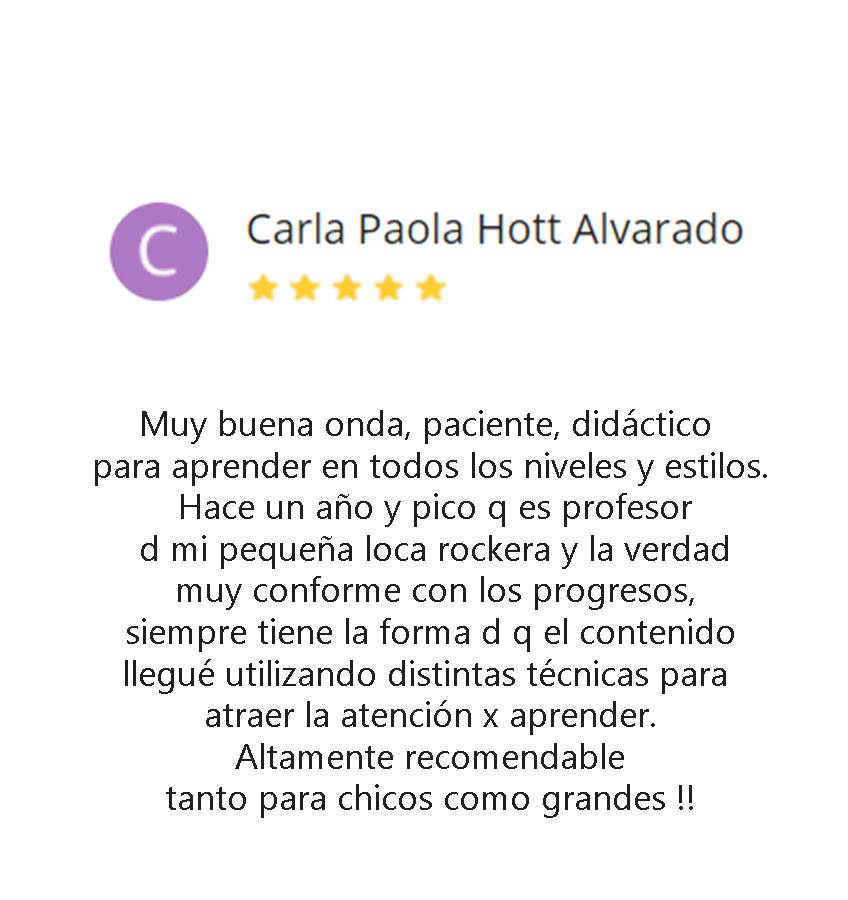 C
Carla Paola Hott Alvarado
Muy buena onda, paciente, didáctico
para aprender en todos los niveles y estilos.
Hace un año y pico q es profesor
d mi pequeña loca rockera y la verdad
muy conforme con los progresos,
siempre tiene la forma d q el contenido
llegué utilizando distintas técnicas para
atraer la atención x aprender.
Altamente recomendable
tanto para chicos como grandes !!